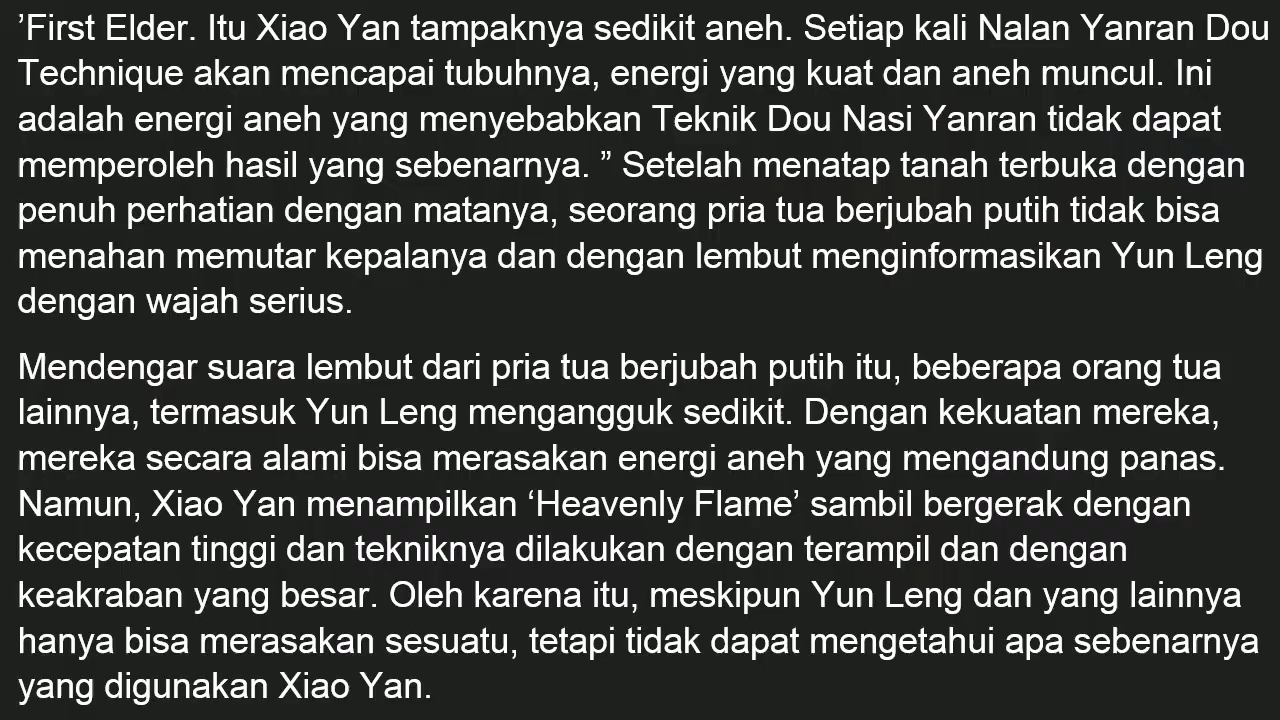 ’First Elder. Itu Xiao Yan tampaknya sedikit aneh. Setiap kali Nalan Yanran Dou
Technique akan mencapai tubuhnya, energi yang kuat dan aneh muncul. Ini
adalah energi aneh yang menyebabkan Teknik Dou Nasi Yanran tidak dapat
memperoleh hasil yang sebenarnya. ” Setelah menatap tanah terbuka dengan
penuh perhatian dengan matanya, seorang pria tua berjubah putih tidak bisa
menahan memutar kepalanya dan dengan lembut menginformasikan Yun Leng
dengan wajah serius.
Mendengar suara lembut dari pria tua berjubah putih itu, beberapa orang tua
lainnya, termasuk Yun Leng mengangguk sedikit. Dengan kekuatan mereka,
mereka secara alami bisa merasakan energi aneh yang mengandung panas.
Namun, Xiao Yan menampilkan ‘Heavenly Flame’ sambil bergerak dengan
kecepatan tinggi dan tekniknya dilakukan dengan terampil dan dengan
keakraban yang besar. Oleh karena itu, meskipun Yun Leng dan yang lainnya
hanya bisa merasakan sesuatu, tetapi tidak dapat mengetahui apa sebenarnya
yang digunakan Xiao Yan.